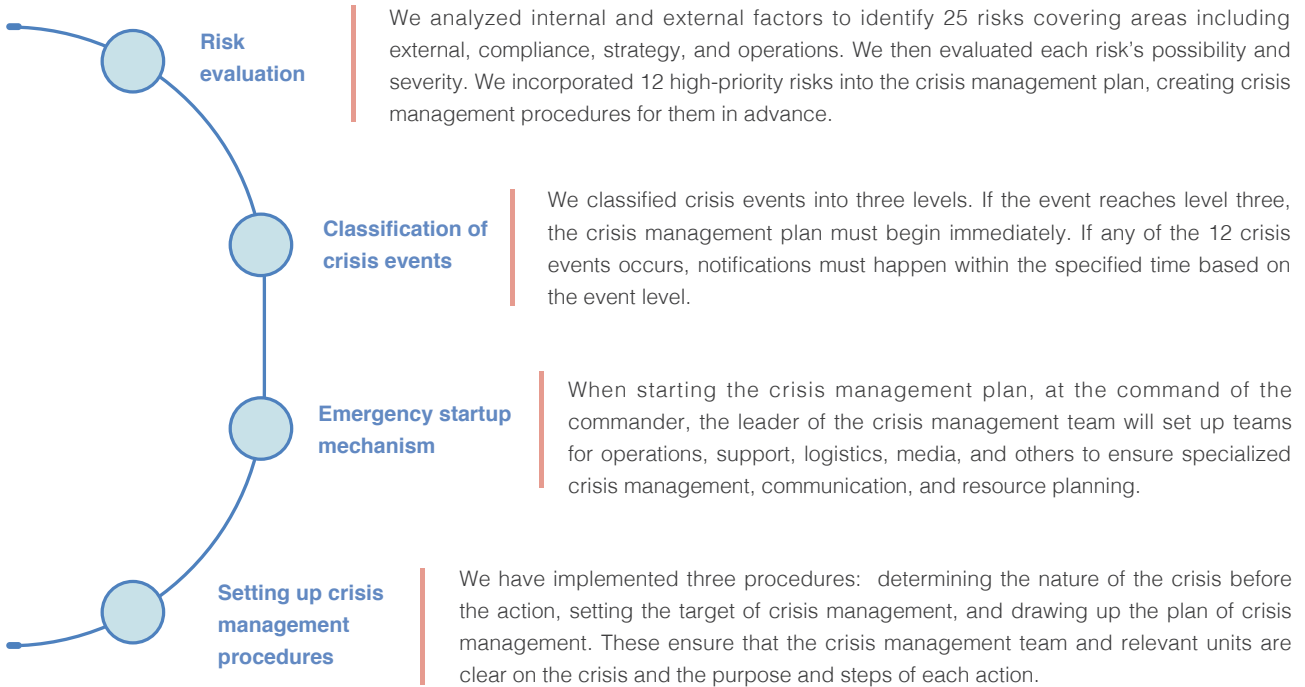 Risk
evaluation
We analyzed internal and external factors to identify 25 risks covering areas including
external, compliance, strategy, and operations. We then evaluated each risk's possibility and
severity. We incorporated 12 high-priority risks into the crisis management plan, creating crisis
management procedures for them in advance.
Classification of
crisis events
We classified crisis events into three levels. If the event reaches level three,
the crisis management plan must begin immediately. If any of the 12 crisis
events occurs, notifications must happen within the specified time based on
the event level.
Emergency startup
mechanism
When starting the crisis management plan, at the command of the
commander, the leader of the crisis management team will set up teams
for operations, support, logistics, media, and others to ensure specialized
crisis management, communication, and resource planning.
Setting up crisis
management
procedures
We have implemented three procedures: determining the nature of the crisis before
the action, setting the target of crisis management, and drawing up the plan of crisis
management. These ensure that the crisis management team and relevant units are
clear on the crisis and the purpose and steps of each action.